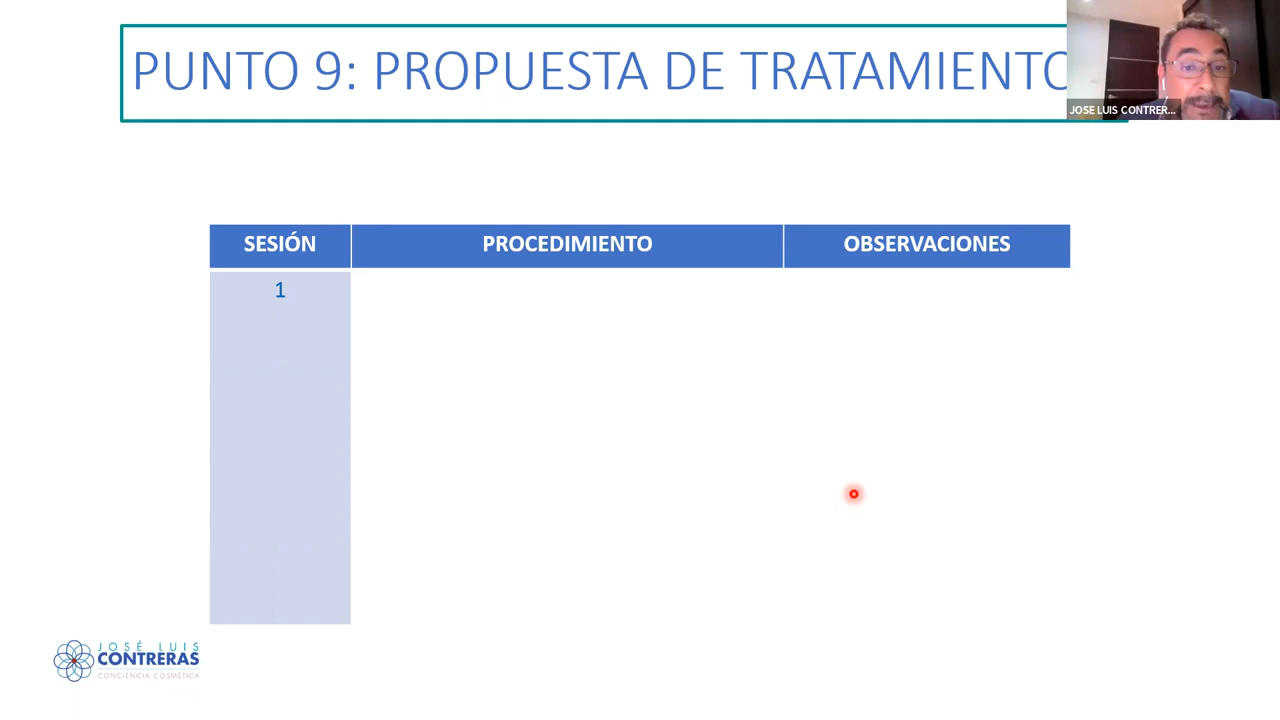 PUNTO 9: PROPUESTA DE TRATAMIENTO
JOSE LUIS CONTRER...
SESIÓN PROCEDIMIENTO OBSERVACIONES
1
JOSÉ LUIS
CONTRERAS
CONCIENCIA COSMÉTICA